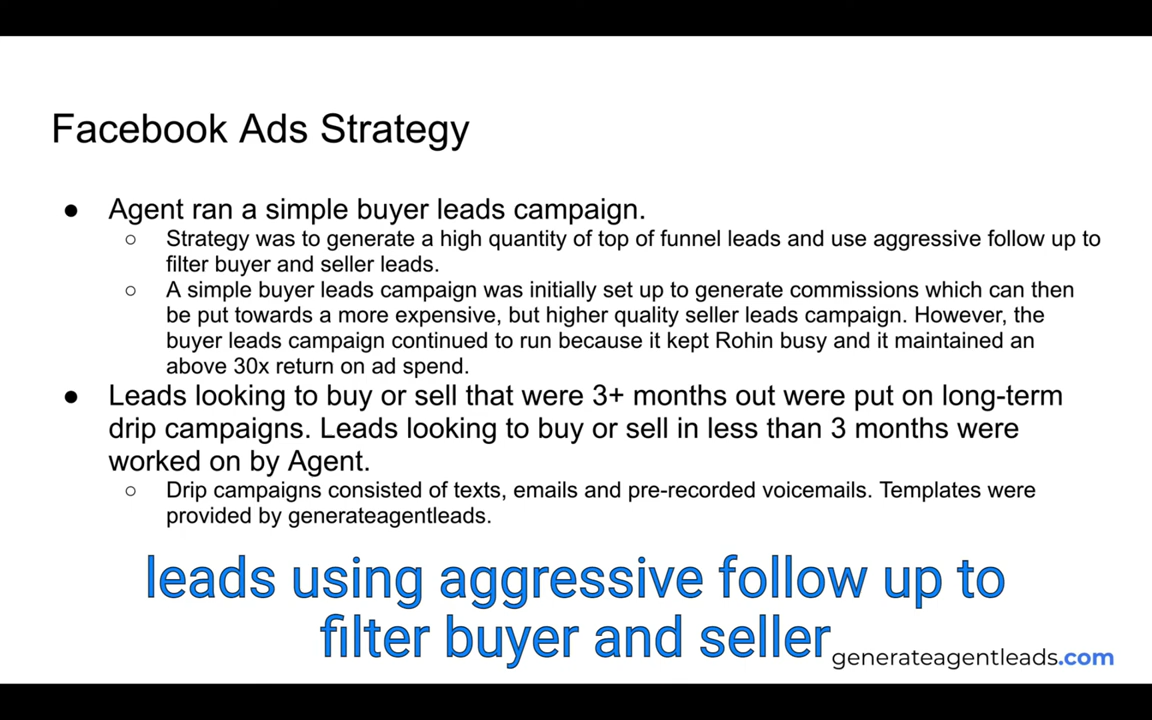 Facebook Ads Strategy
● Agent ran a simple buyer leads campaign.
○ Strategy was to generate a high quantity of top of funnel leads and use aggressive follow up to
filter buyer and seller leads.
○ A simple buyer leads campaign was initially set up to generate commissions which can then
be put towards a more expensive, but higher quality seller leads campaign. However, the
buyer leads campaign continued to run because it kept Rohin busy and it maintained an
above 30x return on ad spend.
● Leads looking to buy or sell that were 3+ months out were put on long-term
drip campaigns. Leads looking to buy or sell in less than 3 months were
worked on by Agent.
○ Drip campaigns consisted of texts, emails and pre-recorded voicemails. Templates were
provided by generateagentleads.
leads using aggressive follow up to
filter buyer and seller
generateagentleads.com